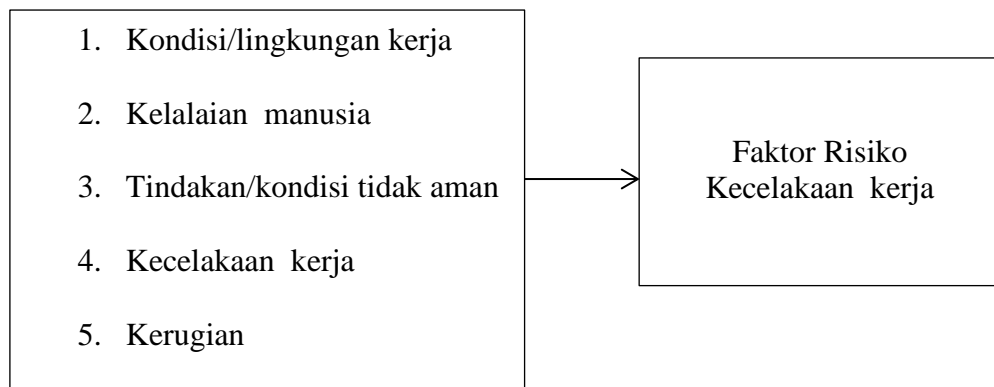 1. Kondisi/lingkungan kerja
2. Kelalaian manusia
3. Tindakan/kondisi tidak aman
4. Kecelakaan kerja
5. Kerugian
Faktor Risiko
Kecelakaan kerja